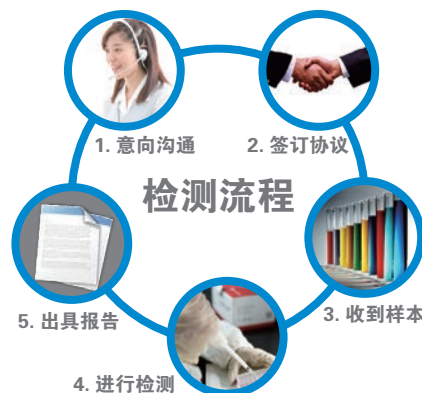 1. 意向沟通
2. 签订协议
检测流程
3. 收到样本
5. 出具报告
4. 进行检测